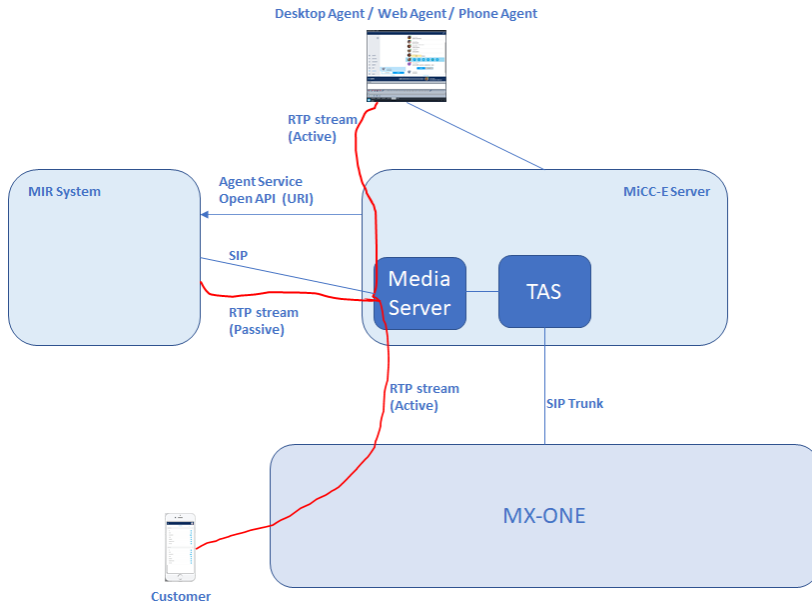 Desktop Agent / Web Agent / Phone Agent
RTP stream
(Active)
MIR System
Agent Service
Open API (URI)
MiCC-E Server
SIP
Media
Server
TAS
RTP stream
(Passive)
RTP stream
(Active)
SIP Trunk
MX-ONE
Customer